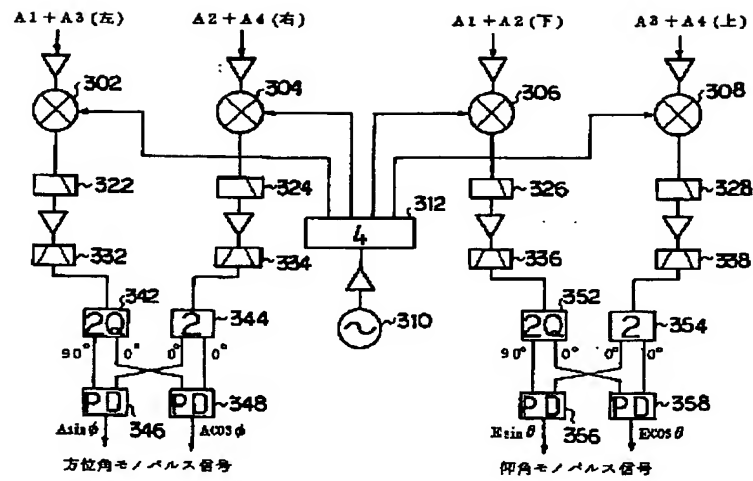 A1+A3(左) A2+A4(右) A1+A2(下) A3+A4(上)
302 304 306 308
322 324 312 326 328
4
332 334 336 338
342 310 352
2Q 2 344 2Q 2 354
90° 0° 0° 0° 90° 0° 0° 0°
PD PD 348 PD PD 358
346 356
Asinφ Acosφ Esinθ Ecosθ
方位角モノパルス信号 仰角モノパルス信号